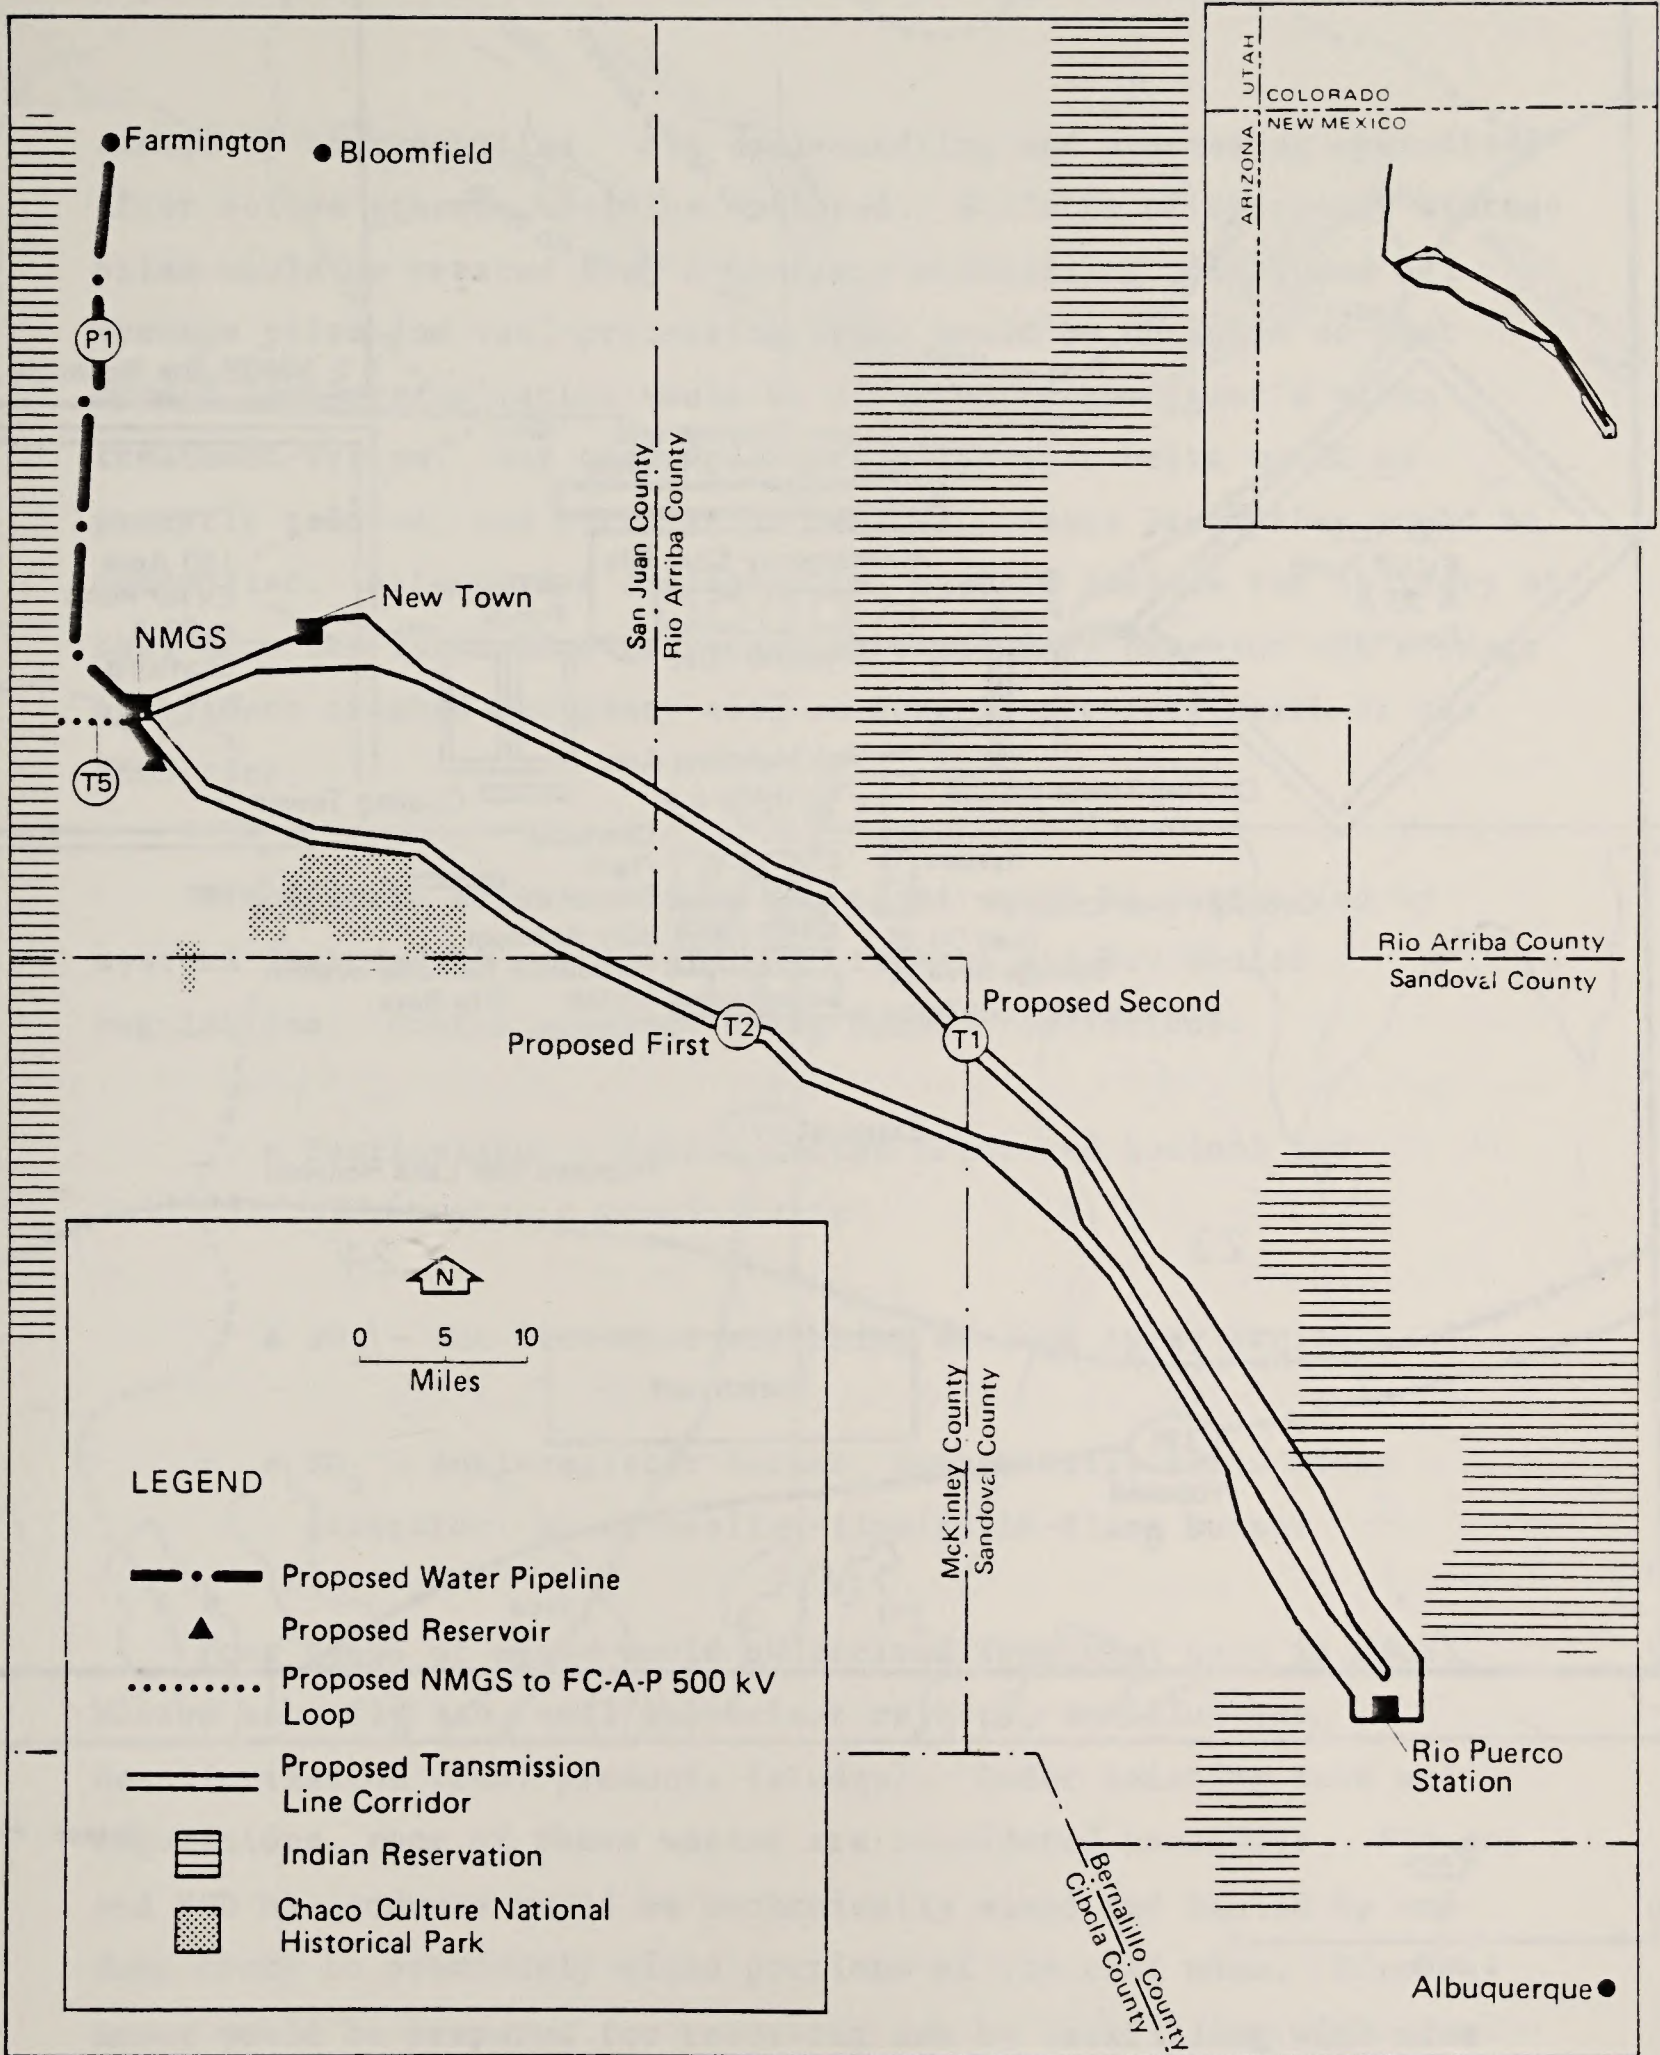 UTAH
COLORADO
NEW MEXICO
ARIZONA
Farmington
Bloomfield
P1
San Juan County
Rio Arriba County
New Town
NMGS
T5
Rio Arriba County
Sandoval County
Proposed Second
T1
T2
Proposed First
N
0 5 10
Miles
McKinley County
Sandoval County
LEGEND
Proposed Water Pipeline
Proposed Reservoir
Proposed NMGS to FC-A-P 500 kV
Loop
Proposed Transmission
Line Corridor
Indian Reservation
Chaco Culture National
Historical Park
Rio Puerco
Station
Bernalillo County
Cibola County
Albuquerque